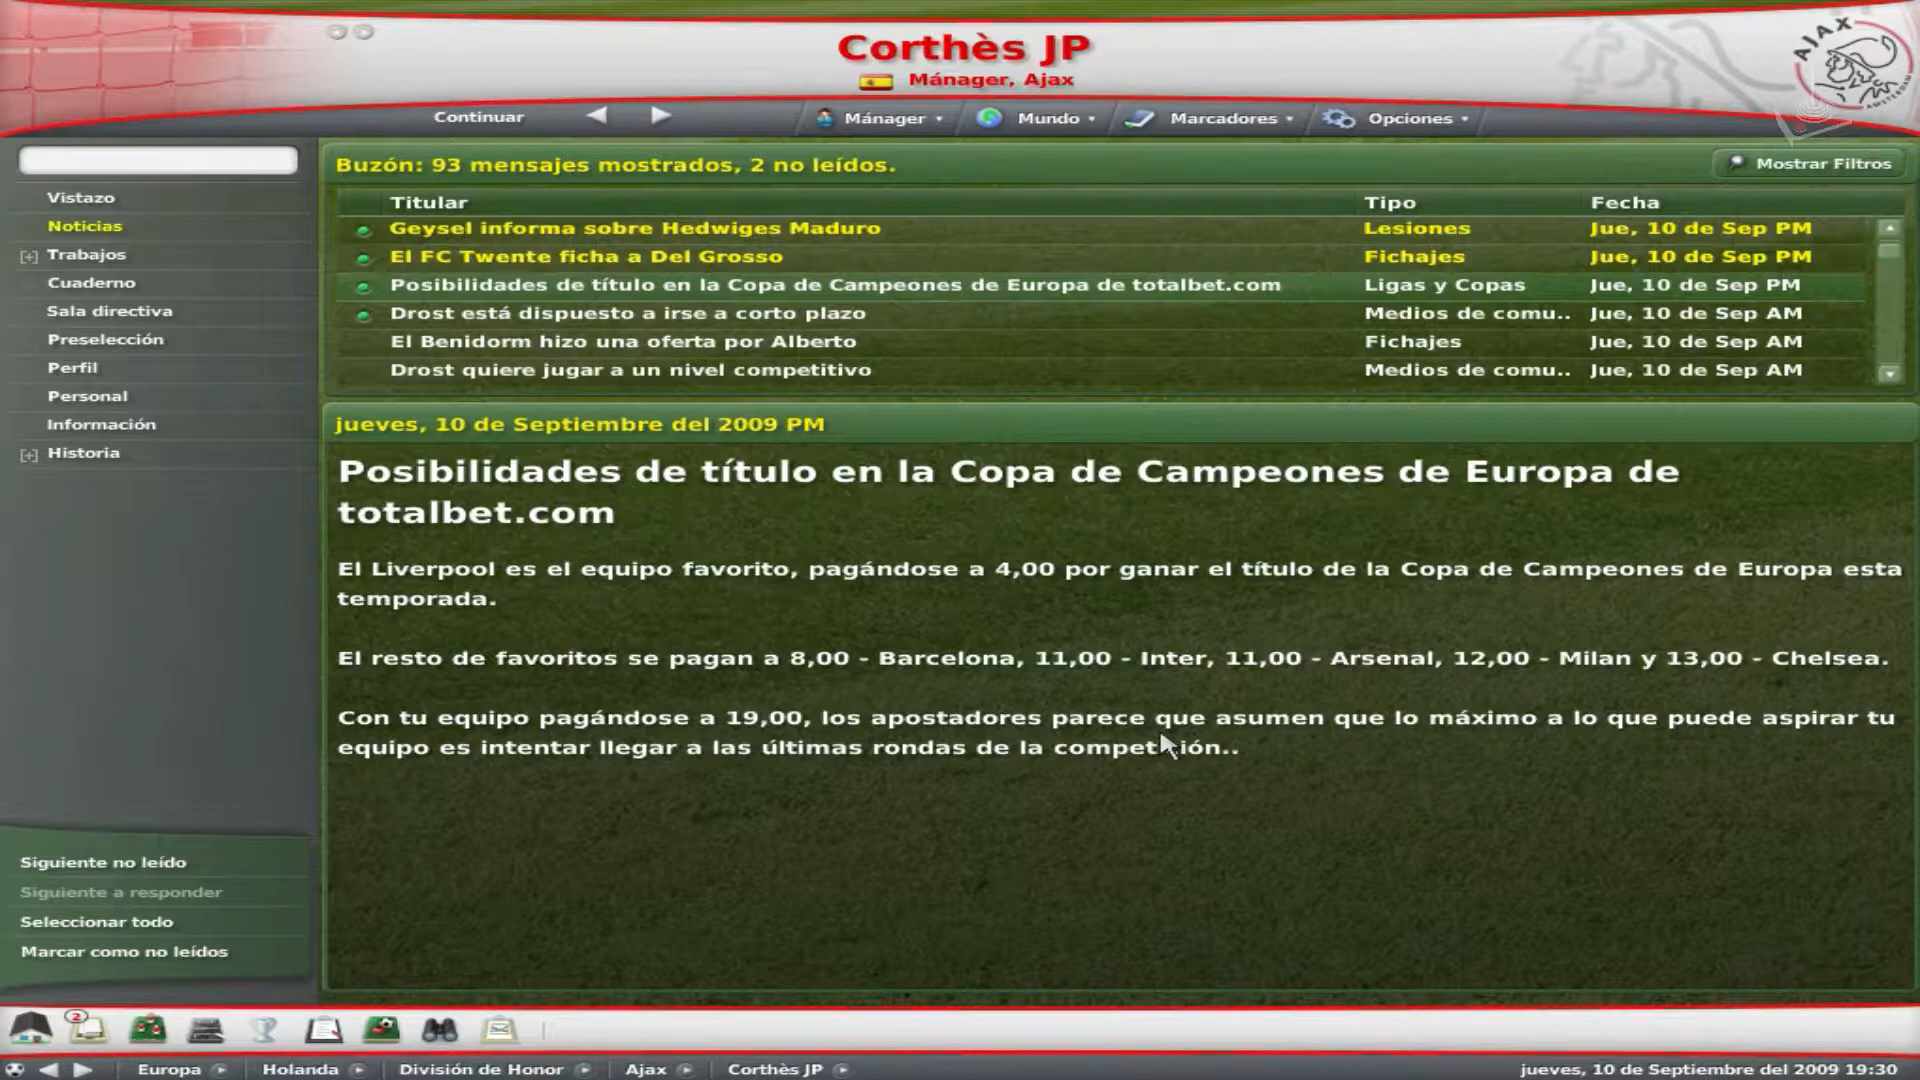 Corthès JP
Mánager, Ajax
AJAX
AMSTERDAM
Continuar
Mánager
Mundo
Marcadores
Opciones
Buzón: 93 mensajes mostrados, 2 no leídos.
Mostrar Filtros
Vistazo
Noticias
[+] Trabajos
Cuaderno
Sala directiva
Preselección
Perfil
Personal
Información
[+] Historia
Titular Tipo Fecha
Geysel informa sobre Hedwiges Maduro Lesiones Jue, 10 de Sep PM
El FC Twente ficha a Del Grosso Fichajes Jue, 10 de Sep PM
Posibilidades de título en la Copa de Campeones de Europa de totalbet.com Ligas y Copas Jue, 10 de Sep PM
Drost está dispuesto a irse a corto plazo Medios de comu.. Jue, 10 de Sep AM
El Benidorm hizo una oferta por Alberto Fichajes Jue, 10 de Sep AM
Drost quiere jugar a un nivel competitivo Medios de comu.. Jue, 10 de Sep AM
jueves, 10 de Septiembre del 2009 PM
Posibilidades de título en la Copa de Campeones de Europa de
totalbet.com
El Liverpool es el equipo favorito, pagándose a 4,00 por ganar el título de la Copa de Campeones de Europa esta
temporada.
El resto de favoritos se pagan a 8,00 - Barcelona, 11,00 - Inter, 11,00 - Arsenal, 12,00 - Milan y 13,00 - Chelsea.
Con tu equipo pagándose a 19,00, los apostadores parece que asumen que lo máximo a lo que puede aspirar tu
equipo es intentar llegar a las últimas rondas de la competición..
Siguiente no leído
Siguiente a responder
Seleccionar todo
Marcar como no leídos
2
Europa
Holanda
División de Honor
Ajax
Corthès JP
jueves, 10 de Septiembre del 2009 19:30